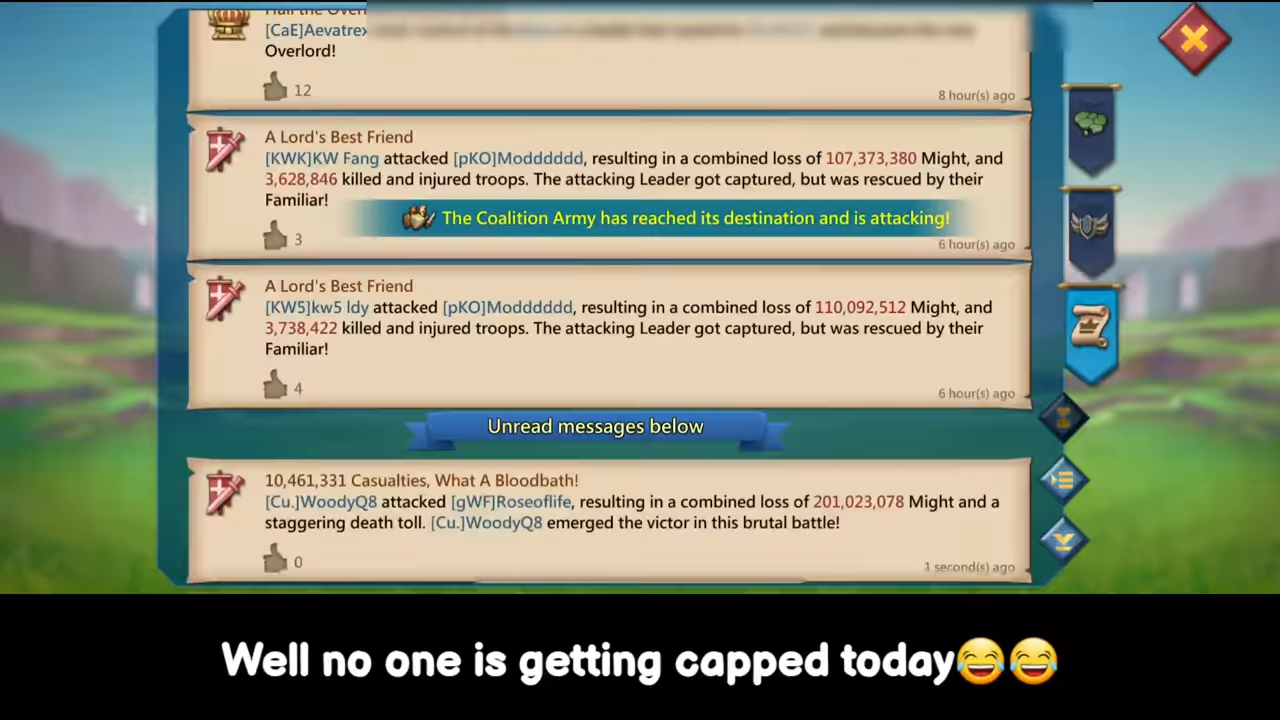 [CaE]Aevatrex
Overlord!
12
8 hour(s) ago
A Lord's Best Friend
[KWK]KW Fang attacked [pKO]Modddddd, resulting in a combined loss of 107,373,380 Might, and
3,628,846 killed and injured troops. The attacking Leader got captured, but was rescued by their
Familiar!
The Coalition Army has reached its destination and is attacking!
3
6 hour(s) ago
A Lord's Best Friend
[KW5]kw5 ldy attacked [pKO]Modddddd, resulting in a combined loss of 110,092,512 Might, and
3,738,422 killed and injured troops. The attacking Leader got captured, but was rescued by their
Familiar!
4
6 hour(s) ago
Unread messages below
10,461,331 Casualties, What A Bloodbath!
[Cu.]WoodyQ8 attacked [gWF]Roseoflife, resulting in a combined loss of 201,023,078 Might and a
staggering death toll. [Cu.]WoodyQ8 emerged the victor in this brutal battle!
0
1 second(s) ago
Well no one is getting capped today😂😂